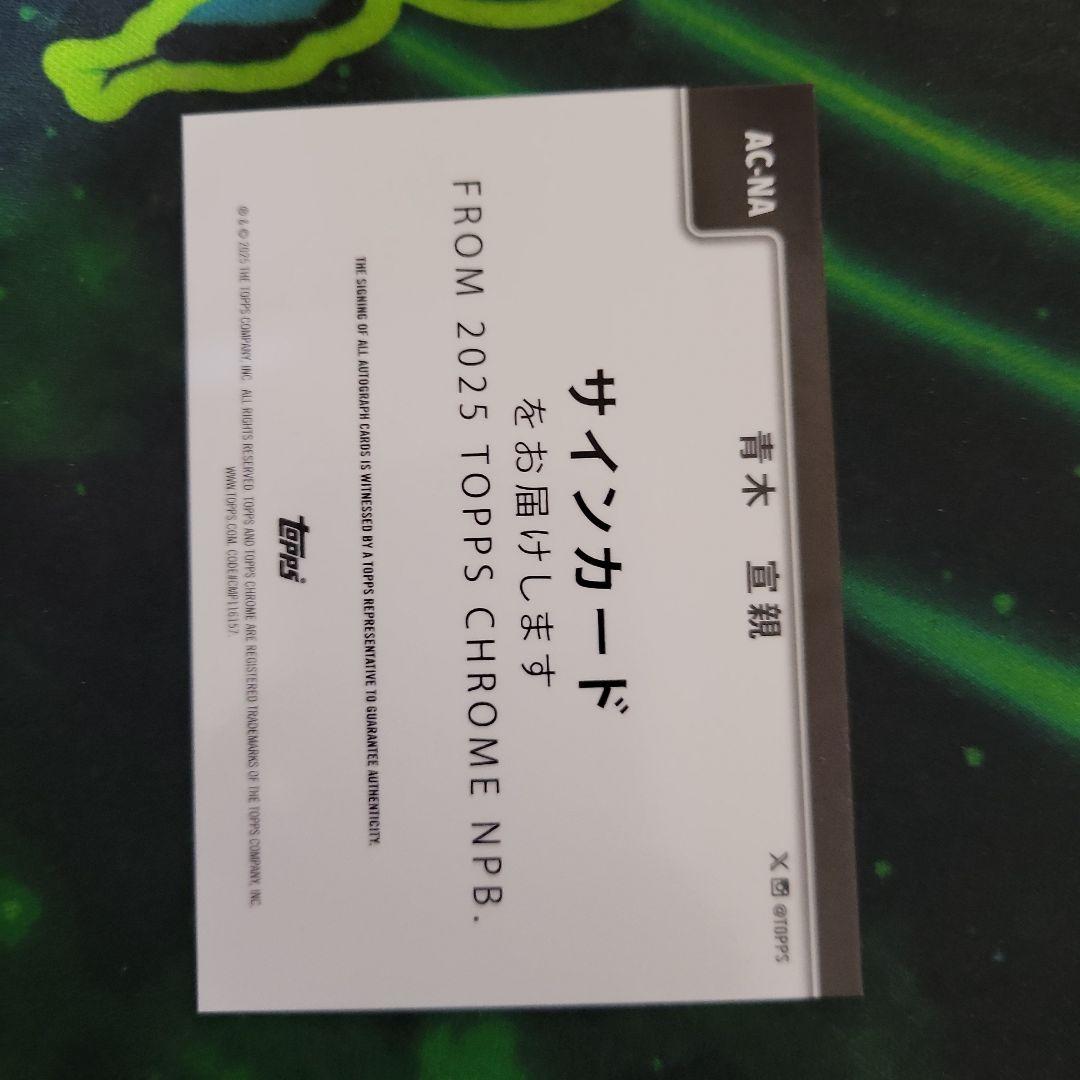 AC-NA
青木 宣親
@TOPPS
サインカード
をお届けします
FROM 2025 TOPPS CHROME NPB.
THE SIGNING OF ALL AUTOGRAPH CARDS IS WITNESSED BY A TOPPS REPRESENTATIVE TO GUARANTEE AUTHENTICITY.
topps
® & © 2025 THE TOPPS COMPANY, INC. ALL RIGHTS RESERVED. TOPPS AND TOPPS CHROME ARE REGISTERED TRADEMARKS OF THE TOPPS COMPANY, INC.
WWW.TOPPS.COM. CODE#CMP116157.